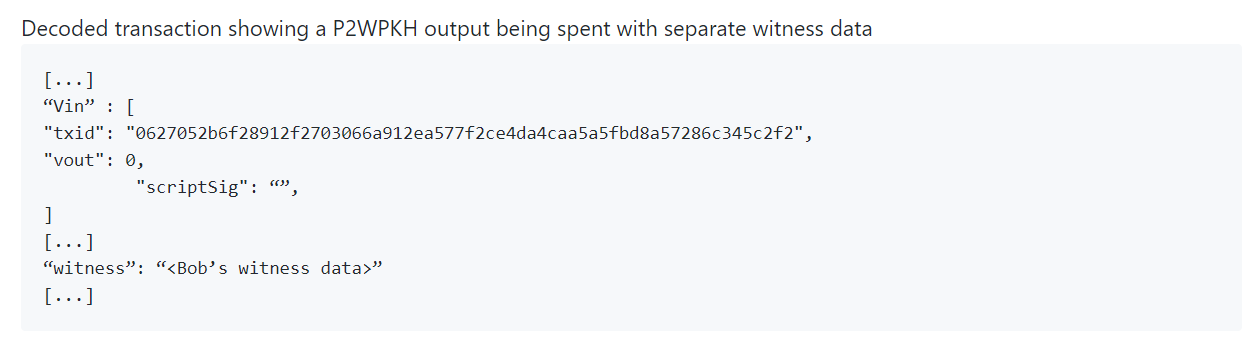 Decoded transaction showing a P2WPKH output being spent with separate witness data
[...]
“Vin” : [
"txid": "0627052b6f28912f2703066a912ea577f2ce4da4caa5a5fbd8a57286c345c2f2",
"vout": 0,
"scriptSig": “”,
]
[...]
“witness”: “<Bob’s witness data>”
[...]